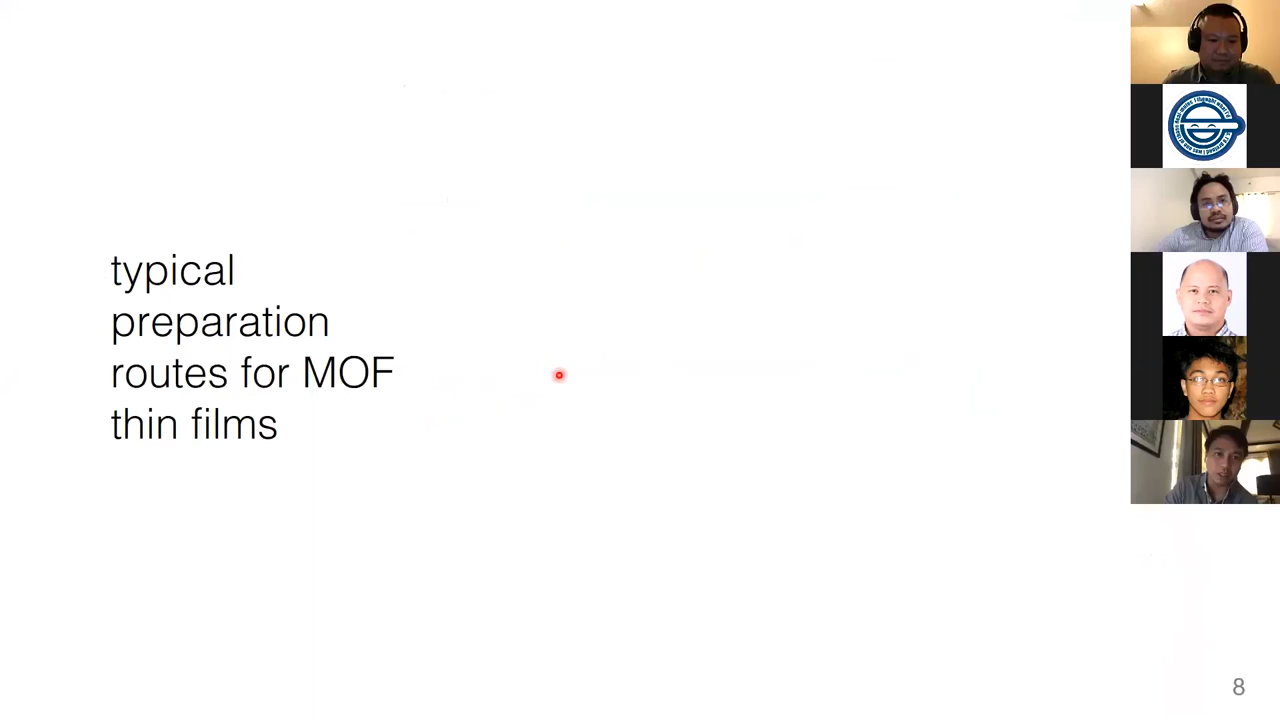 typical
preparation
routes for MOF
thin films
8